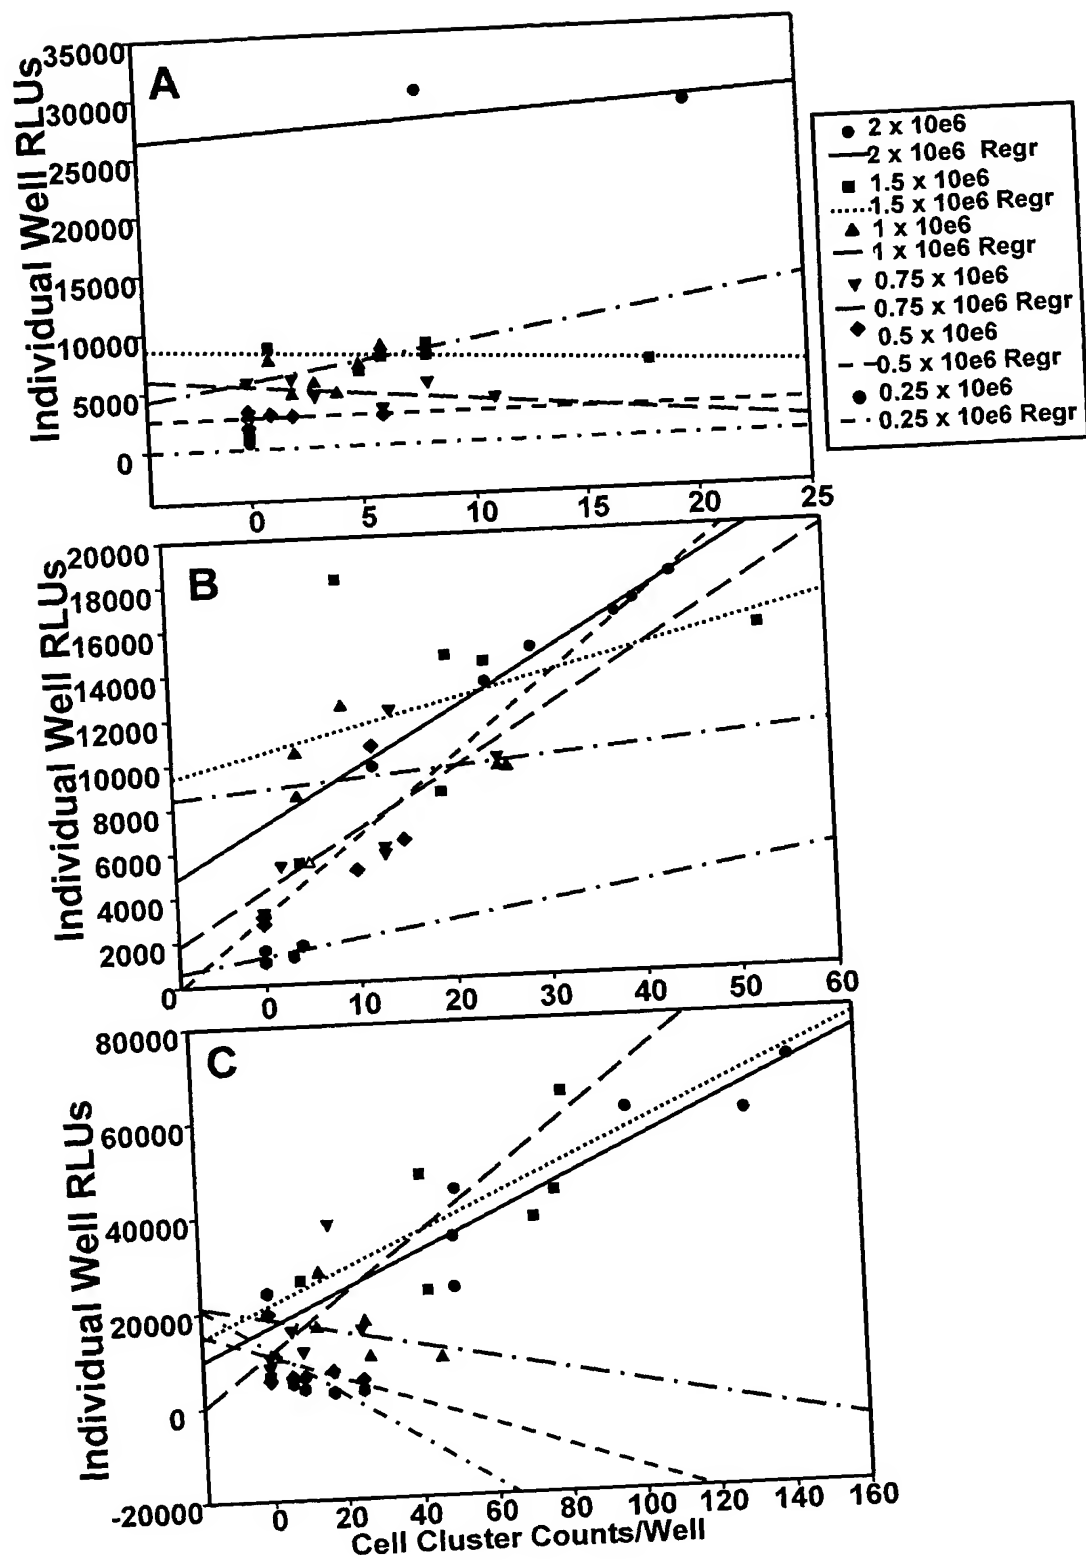 A
Individual Well RLUs
35000
30000
25000
20000
15000
10000
5000
0
0 5 11 15 20 25
2 x 10e6
2 x 10e6 Regr
1.5 x 10e6
1.5 x 10e6 Regr
1 x 10e6
1 x 10e6 Regr
0.75 x 10e6
0.75 x 10e6 Regr
0.5 x 10e6
0.5 x 10e6 Regr
0.25 x 10e6
0.25 x 10e6 Regr
B
Individual Well RLUs
20000
18000
16000
14000
12000
10000
8000
6000
4000
2000
0
0 10 20 30 40 50 60
C
Individual Well RLUs
80000
60000
40000
20000
0
-20000
0 20 40 60 80 100 120 140 160
Cell Cluster Counts/Well